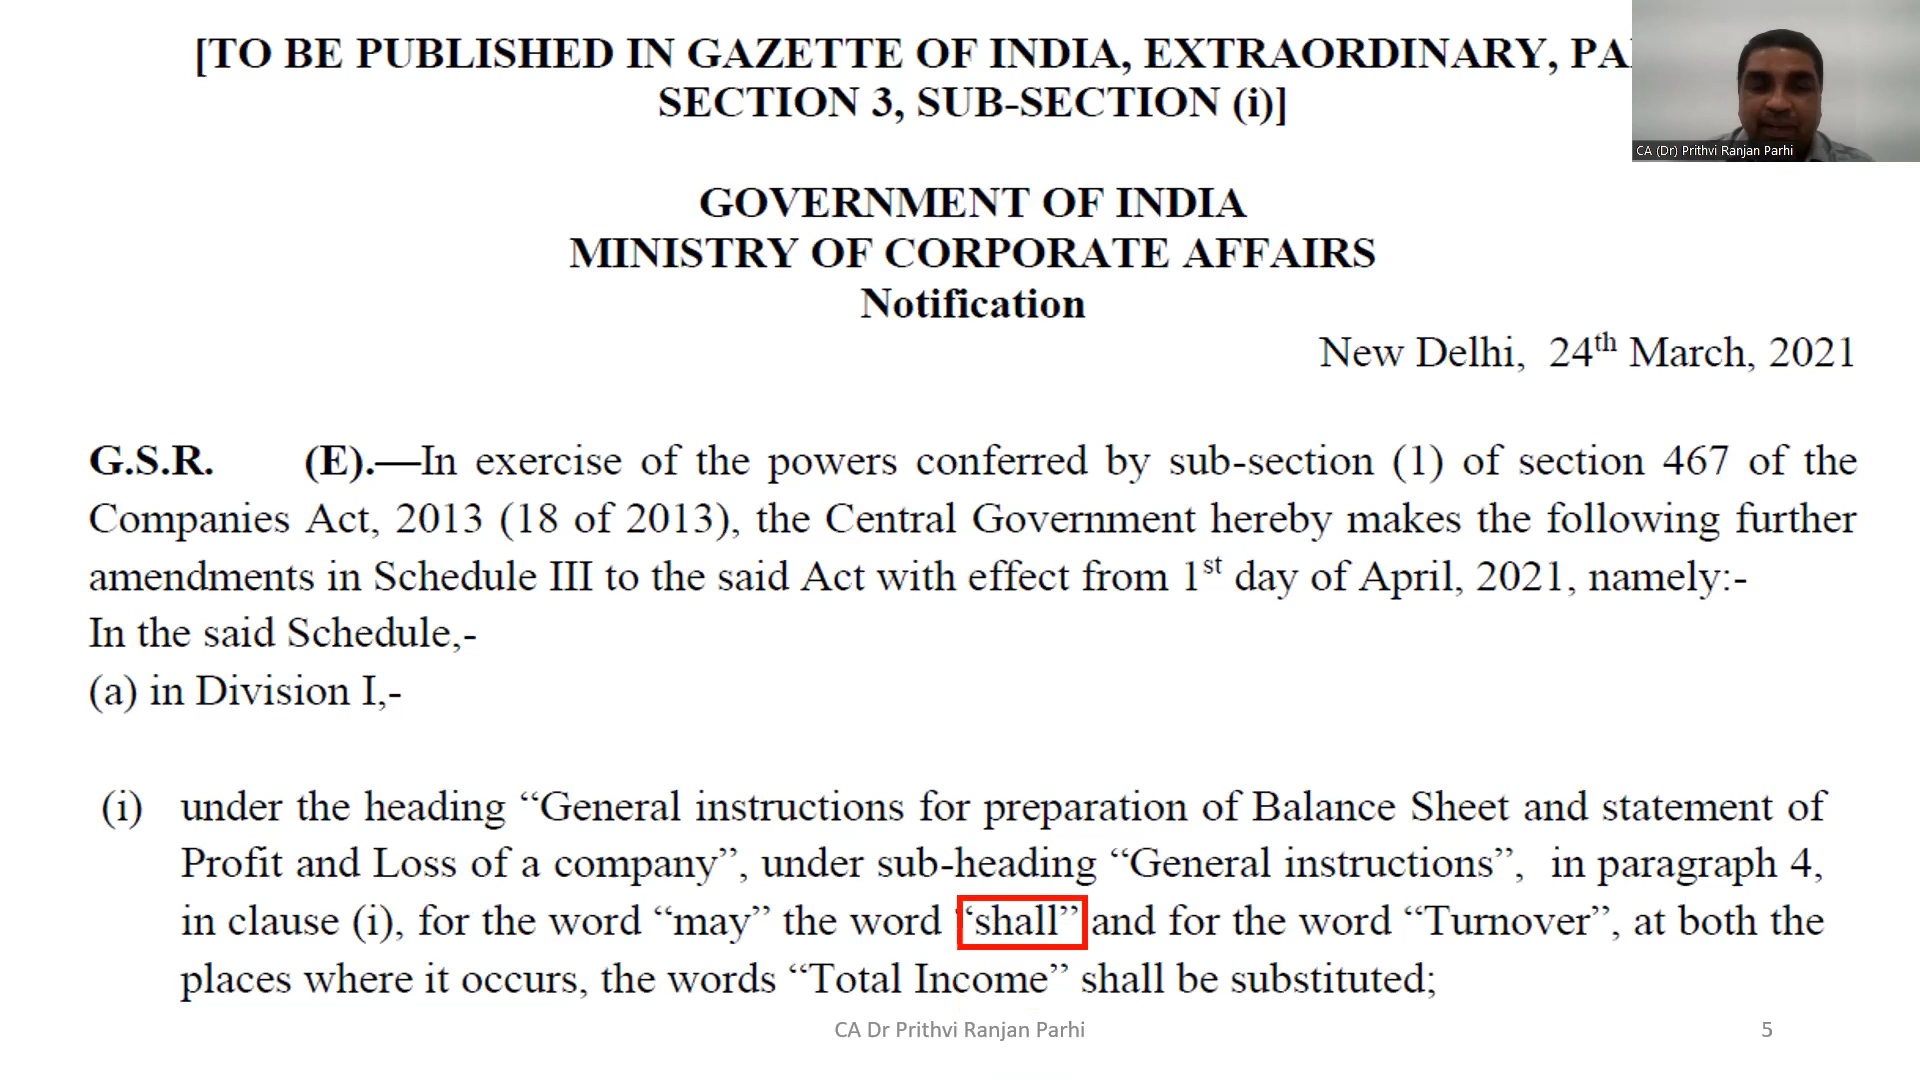 [TO BE PUBLISHED IN GAZETTE OF INDIA, EXTRAORDINARY,
SECTION 3, SUB-SECTION (i)]
CA (Dr) Prithvi Ranjan Parhi
GOVERNMENT OF INDIA
MINISTRY OF CORPORATE AFFAIRS
Notification
New Delhi, 24th March, 2021
G.S.R. (E).—In exercise of the powers conferred by sub-section (1) of section 467 of the
Companies Act, 2013 (18 of 2013), the Central Government hereby makes the following further
amendments in Schedule III to the said Act with effect from 1st day of April, 2021, namely:-
In the said Schedule,-
(a) in Division I,-
(i) under the heading “General instructions for preparation of Balance Sheet and statement of
Profit and Loss of a company”, under sub-heading “General instructions”, in paragraph 4,
in clause (i), for the word “may” the word “shall” and for the word “Turnover”, at both the
places where it occurs, the words “Total Income” shall be substituted;
CA Dr Prithvi Ranjan Parhi
5